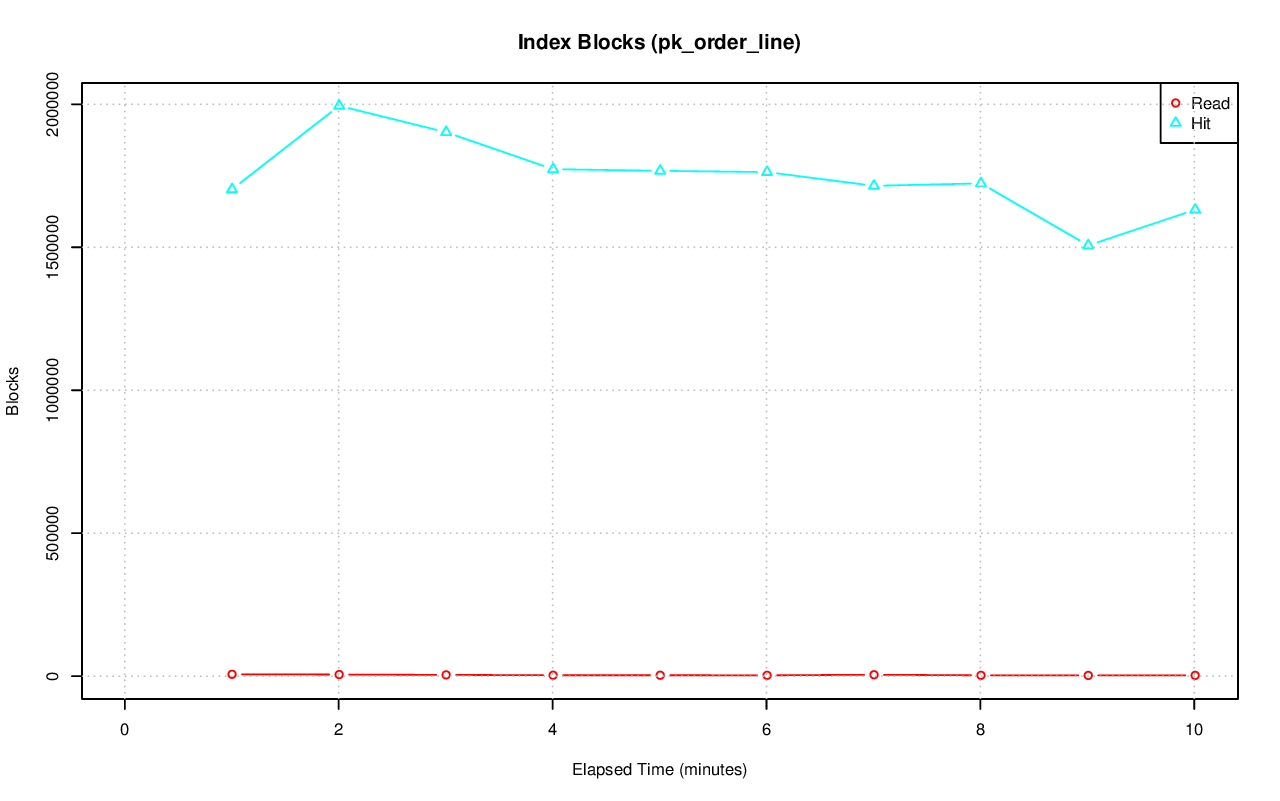 Index Blocks (pk_order_line)
Read
Hit
Blocks
2000000
1500000
1000000
500000
0
0 2 4 6 8 10
Elapsed Time (minutes)